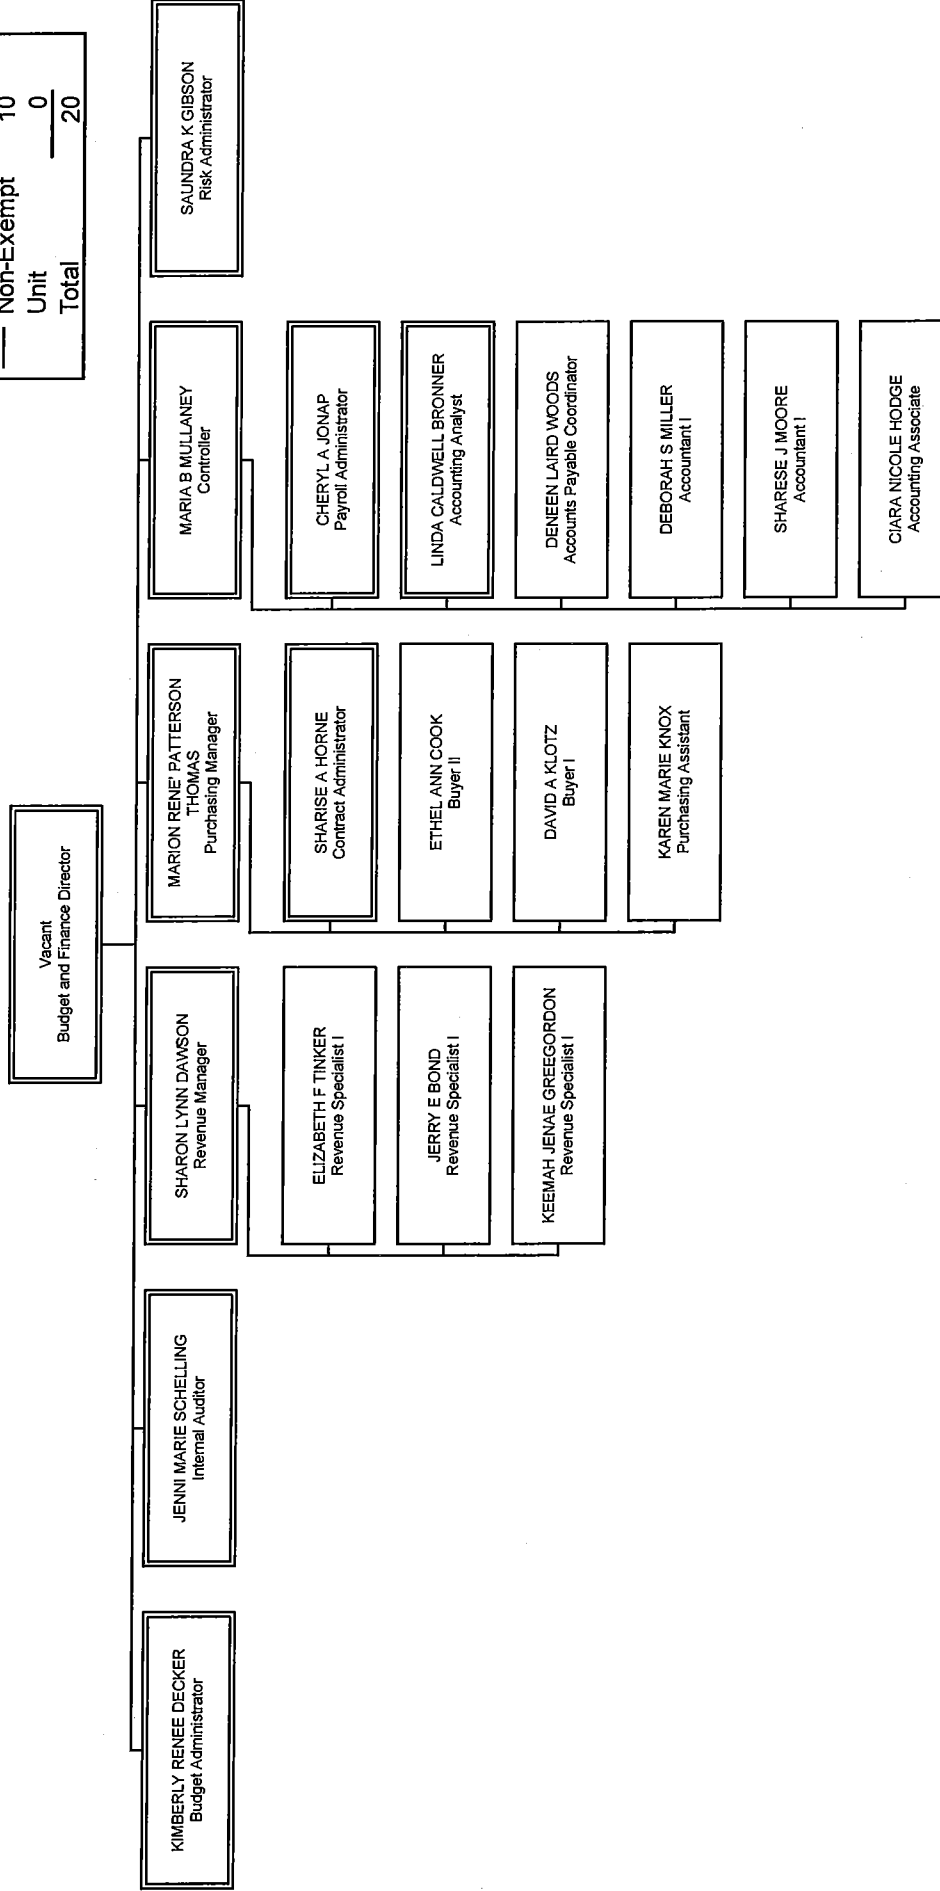 — Non-Exempt 10
Unit 0
Total 20
Vacant
Budget and Finance Director
KIMBERLY RENEE DECKER
Budget Administrator
JENNI MARIE SCHELLING
Internal Auditor
SHARON LYNN DAWSON
Revenue Manager
ELIZABETH F TINKER
Revenue Specialist I
JERRY E BOND
Revenue Specialist I
KEEMAH JENAE GREEGORDON
Revenue Specialist I
MARION RENE' PATTERSON
THOMAS
Purchasing Manager
SHARISE A HORNE
Contract Administrator
ETHEL ANN COOK
Buyer II
DAVID A KLOTZ
Buyer I
KAREN MARIE KNOX
Purchasing Assistant
MARIA B MULLANEY
Controller
CHERYL A JONAP
Payroll Administrator
LINDA CALDWELL BRONNER
Accounting Analyst
DENEEN LAIRD WOODS
Accounts Payable Coordinator
DEBORAH S MILLER
Accountant I
SHARESE J MOORE
Accountant I
CIARA NICOLE HODGE
Accounting Associate
SAUNDRA K GIBSON
Risk Administrator